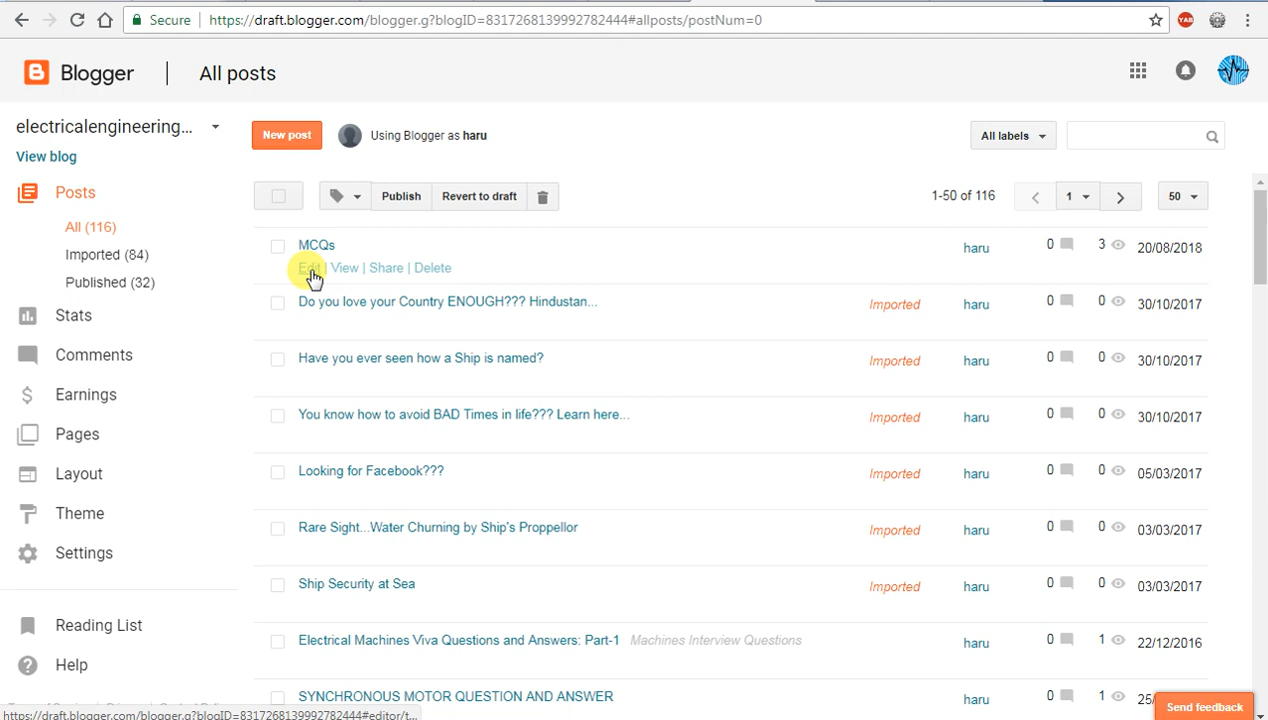 Secure https://draft.blogger.com/blogger.g?blogID=8317268139992782444#allposts/postNum=0
Blogger All posts
electricalengineering...
View blog
New post Using Blogger as haru All labels
Posts
All (116)
Imported (84)
Published (32)
Stats
Comments
Earnings
Pages
Layout
Theme
Settings
Reading List
Help
Publish Revert to draft 1-50 of 116 1 50
MCQs haru 0 3 20/08/2018
Edit | View | Share | Delete
Do you love your Country ENOUGH??? Hindustan... Imported haru 0 0 30/10/2017
Have you ever seen how a Ship is named? Imported haru 0 0 30/10/2017
You know how to avoid BAD Times in life??? Learn here... Imported haru 0 0 30/10/2017
Looking for Facebook??? Imported haru 0 0 05/03/2017
Rare Sight...Water Churning by Ship's Proppellor Imported haru 0 0 03/03/2017
Ship Security at Sea Imported haru 0 0 03/03/2017
Electrical Machines Viva Questions and Answers: Part-1 Machines Interview Questions haru 0 1 22/12/2016
SYNCHRONOUS MOTOR QUESTION AND ANSWER haru 0 1 25/
Send feedback
https://draft.blogger.com/blogger.g?blogID=8317268139992782444#editor/t...